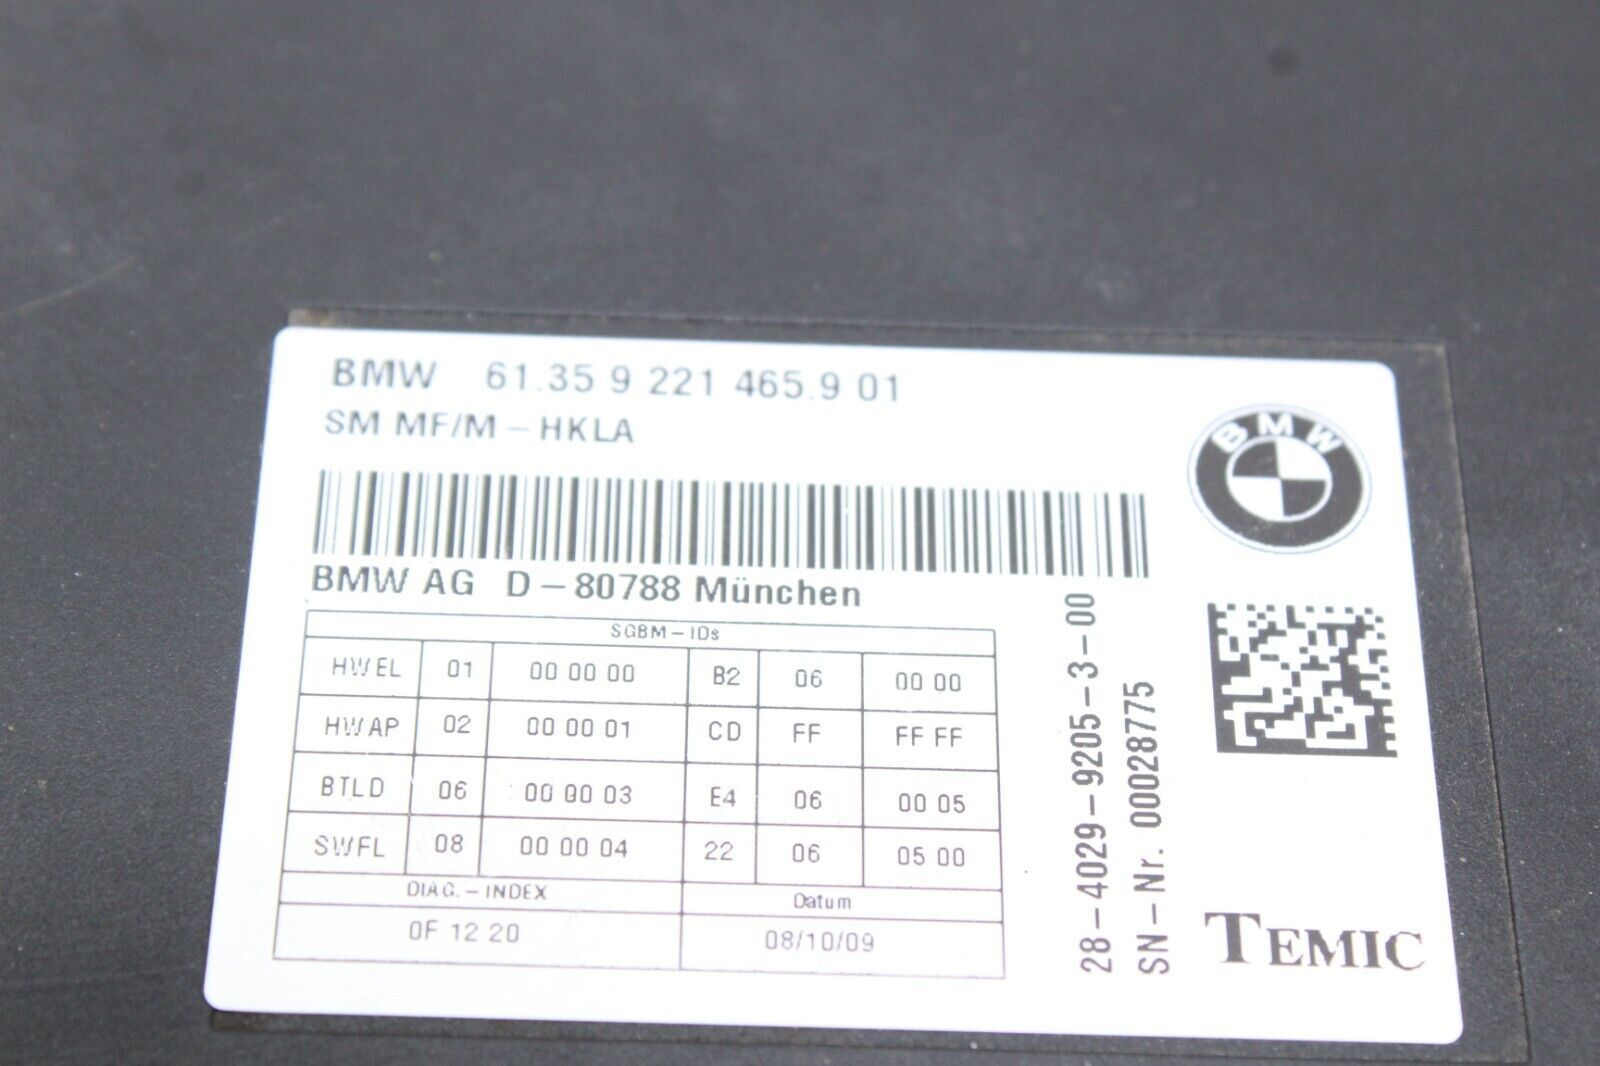 BMW 61.35 9 221 465.9 01
SM MF/M – HKLA
BMW
BMW AG D – 80788 München
SGBM – IDs
HWEL 01 00 00 00 B2 06 00 00
HWAP 02 00 00 01 CD FF FF FF
BTLD 06 00 00 03 E4 06 00 05
SWFL 08 00 00 04 22 06 05 00
DIAG. – INDEX Datum
0F 12 20 08/10/09
28–4029–9205–3–00
SN–Nr. 00028775
TEMIC